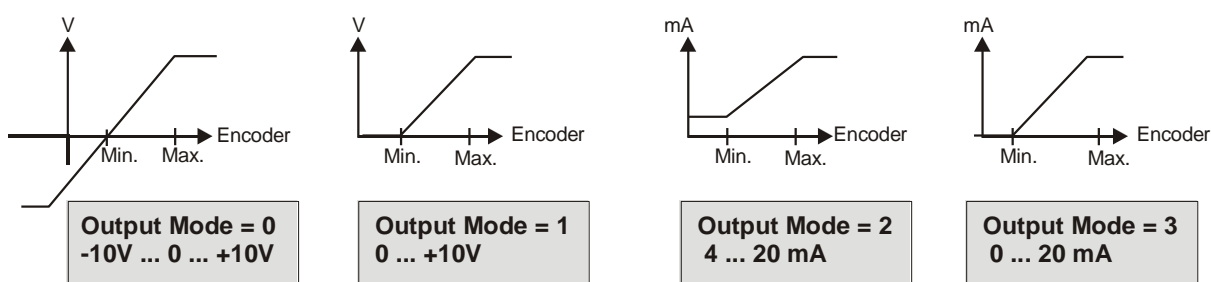 V
Encoder
Min. Max.
Output Mode = 0
-10V ... 0 ... +10V
V
Encoder
Min. Max.
Output Mode = 1
0 ... +10V
mA
Encoder
Min. Max.
Output Mode = 2
4 ... 20 mA
mA
Encoder
Min. Max.
Output Mode = 3
0 ... 20 mA